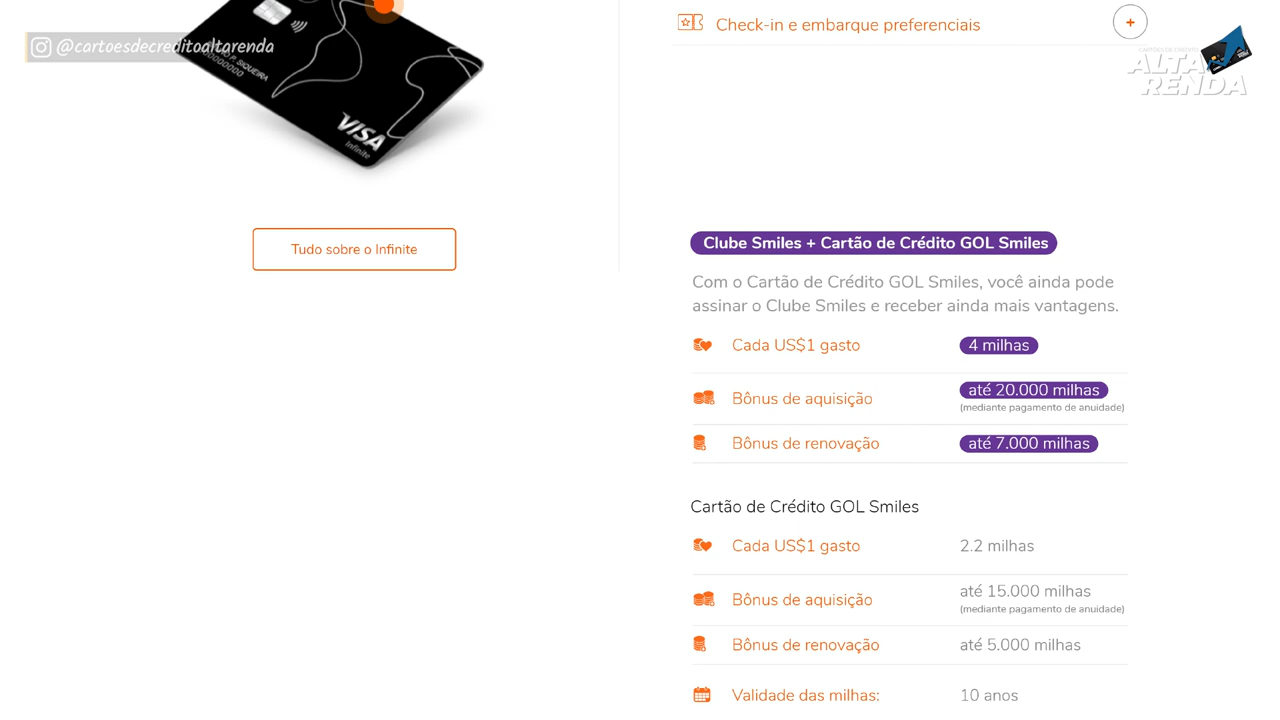 @cartoesdecreditoaltarenda
P. SIQUEIRA
VISA
Infinite
Tudo sobre o Infinite
Check-in e embarque preferenciais
+
CARTÕES DE CRÉDITO
ALTA
RENDA
Clube Smiles + Cartão de Crédito GOL Smiles
Com o Cartão de Crédito GOL Smiles, você ainda pode
assinar o Clube Smiles e receber ainda mais vantagens.
Cada US$1 gasto 4 milhas
Bônus de aquisição até 20.000 milhas
(mediante pagamento de anuidade)
Bônus de renovação até 7.000 milhas
Cartão de Crédito GOL Smiles
Cada US$1 gasto 2.2 milhas
Bônus de aquisição até 15.000 milhas
(mediante pagamento de anuidade)
Bônus de renovação até 5.000 milhas
Validade das milhas: 10 anos